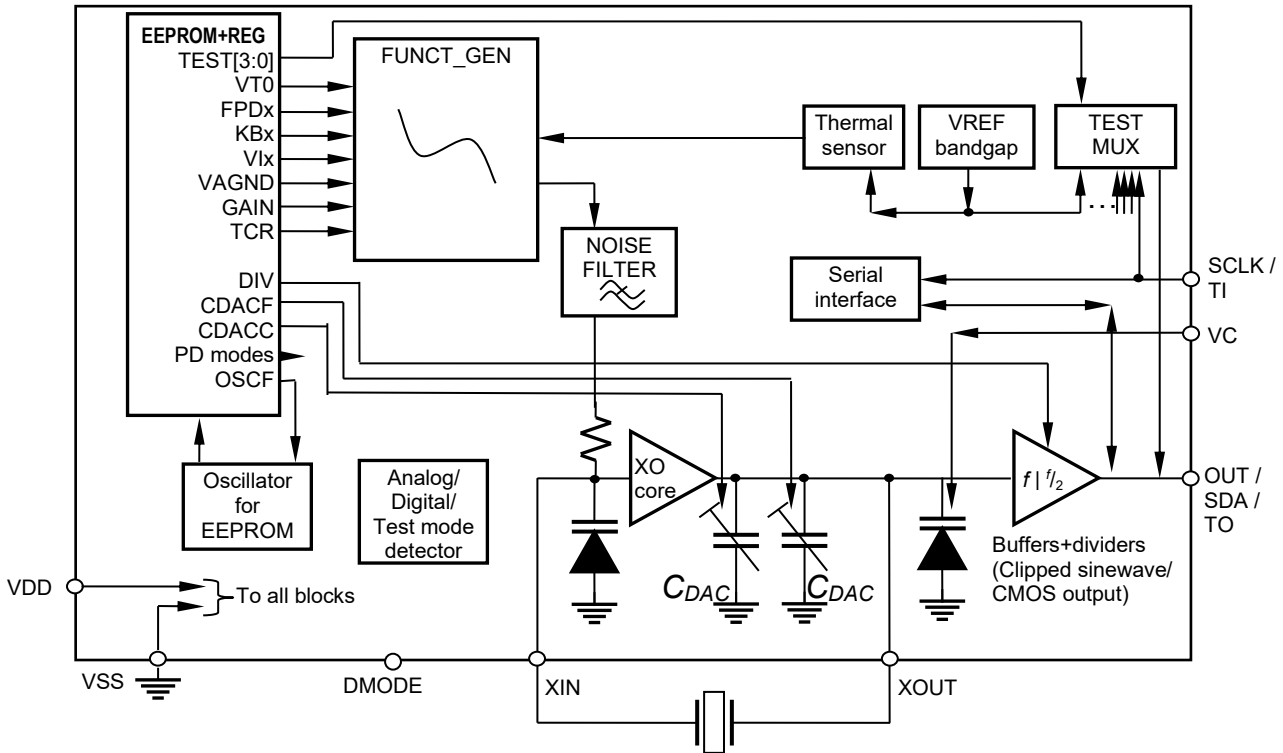 EEPROM+REG
TEST[3:0]
VT0
FPDx
KBx
VIx
VAGND
GAIN
TCR
DIV
CDACF
CDACC
PD modes
OSCF
FUNCT_GEN
Thermal
sensor
VREF
bandgap
TEST
MUX
...
NOISE
FILTER
Serial
interface
SCLK /
TI
VC
XO
core
f | f/2
OUT /
SDA /
TO
Oscillator
for
EEPROM
Analog/
Digital/
Test mode
detector
CDAC
CDAC
Buffers+dividers
(Clipped sinewave/
CMOS output)
VDD
To all blocks
VSS
DMODE
XIN
XOUT